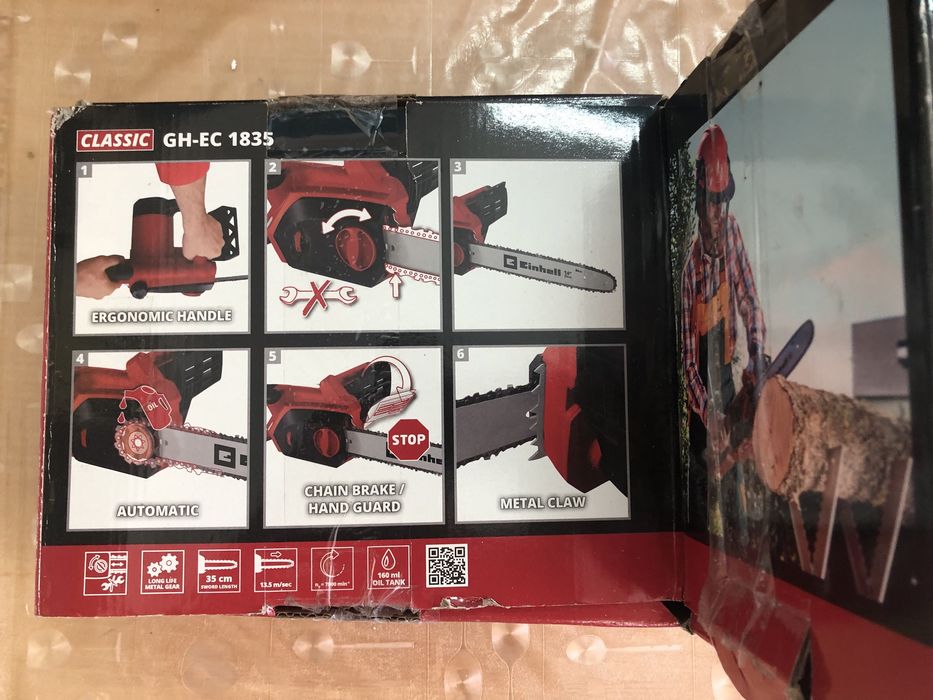 CLASSIC GH-EC 1835
1
ERGONOMIC HANDLE
2
3
Einhell
4
OIL
AUTOMATIC
5
STOP
CHAIN BRAKE /
HAND GUARD
6
METAL CLAW
LONG LIFE
METAL GEAR
35 cm
SWORD LENGTH
13.5 m/sec
160 ml
OIL TANK